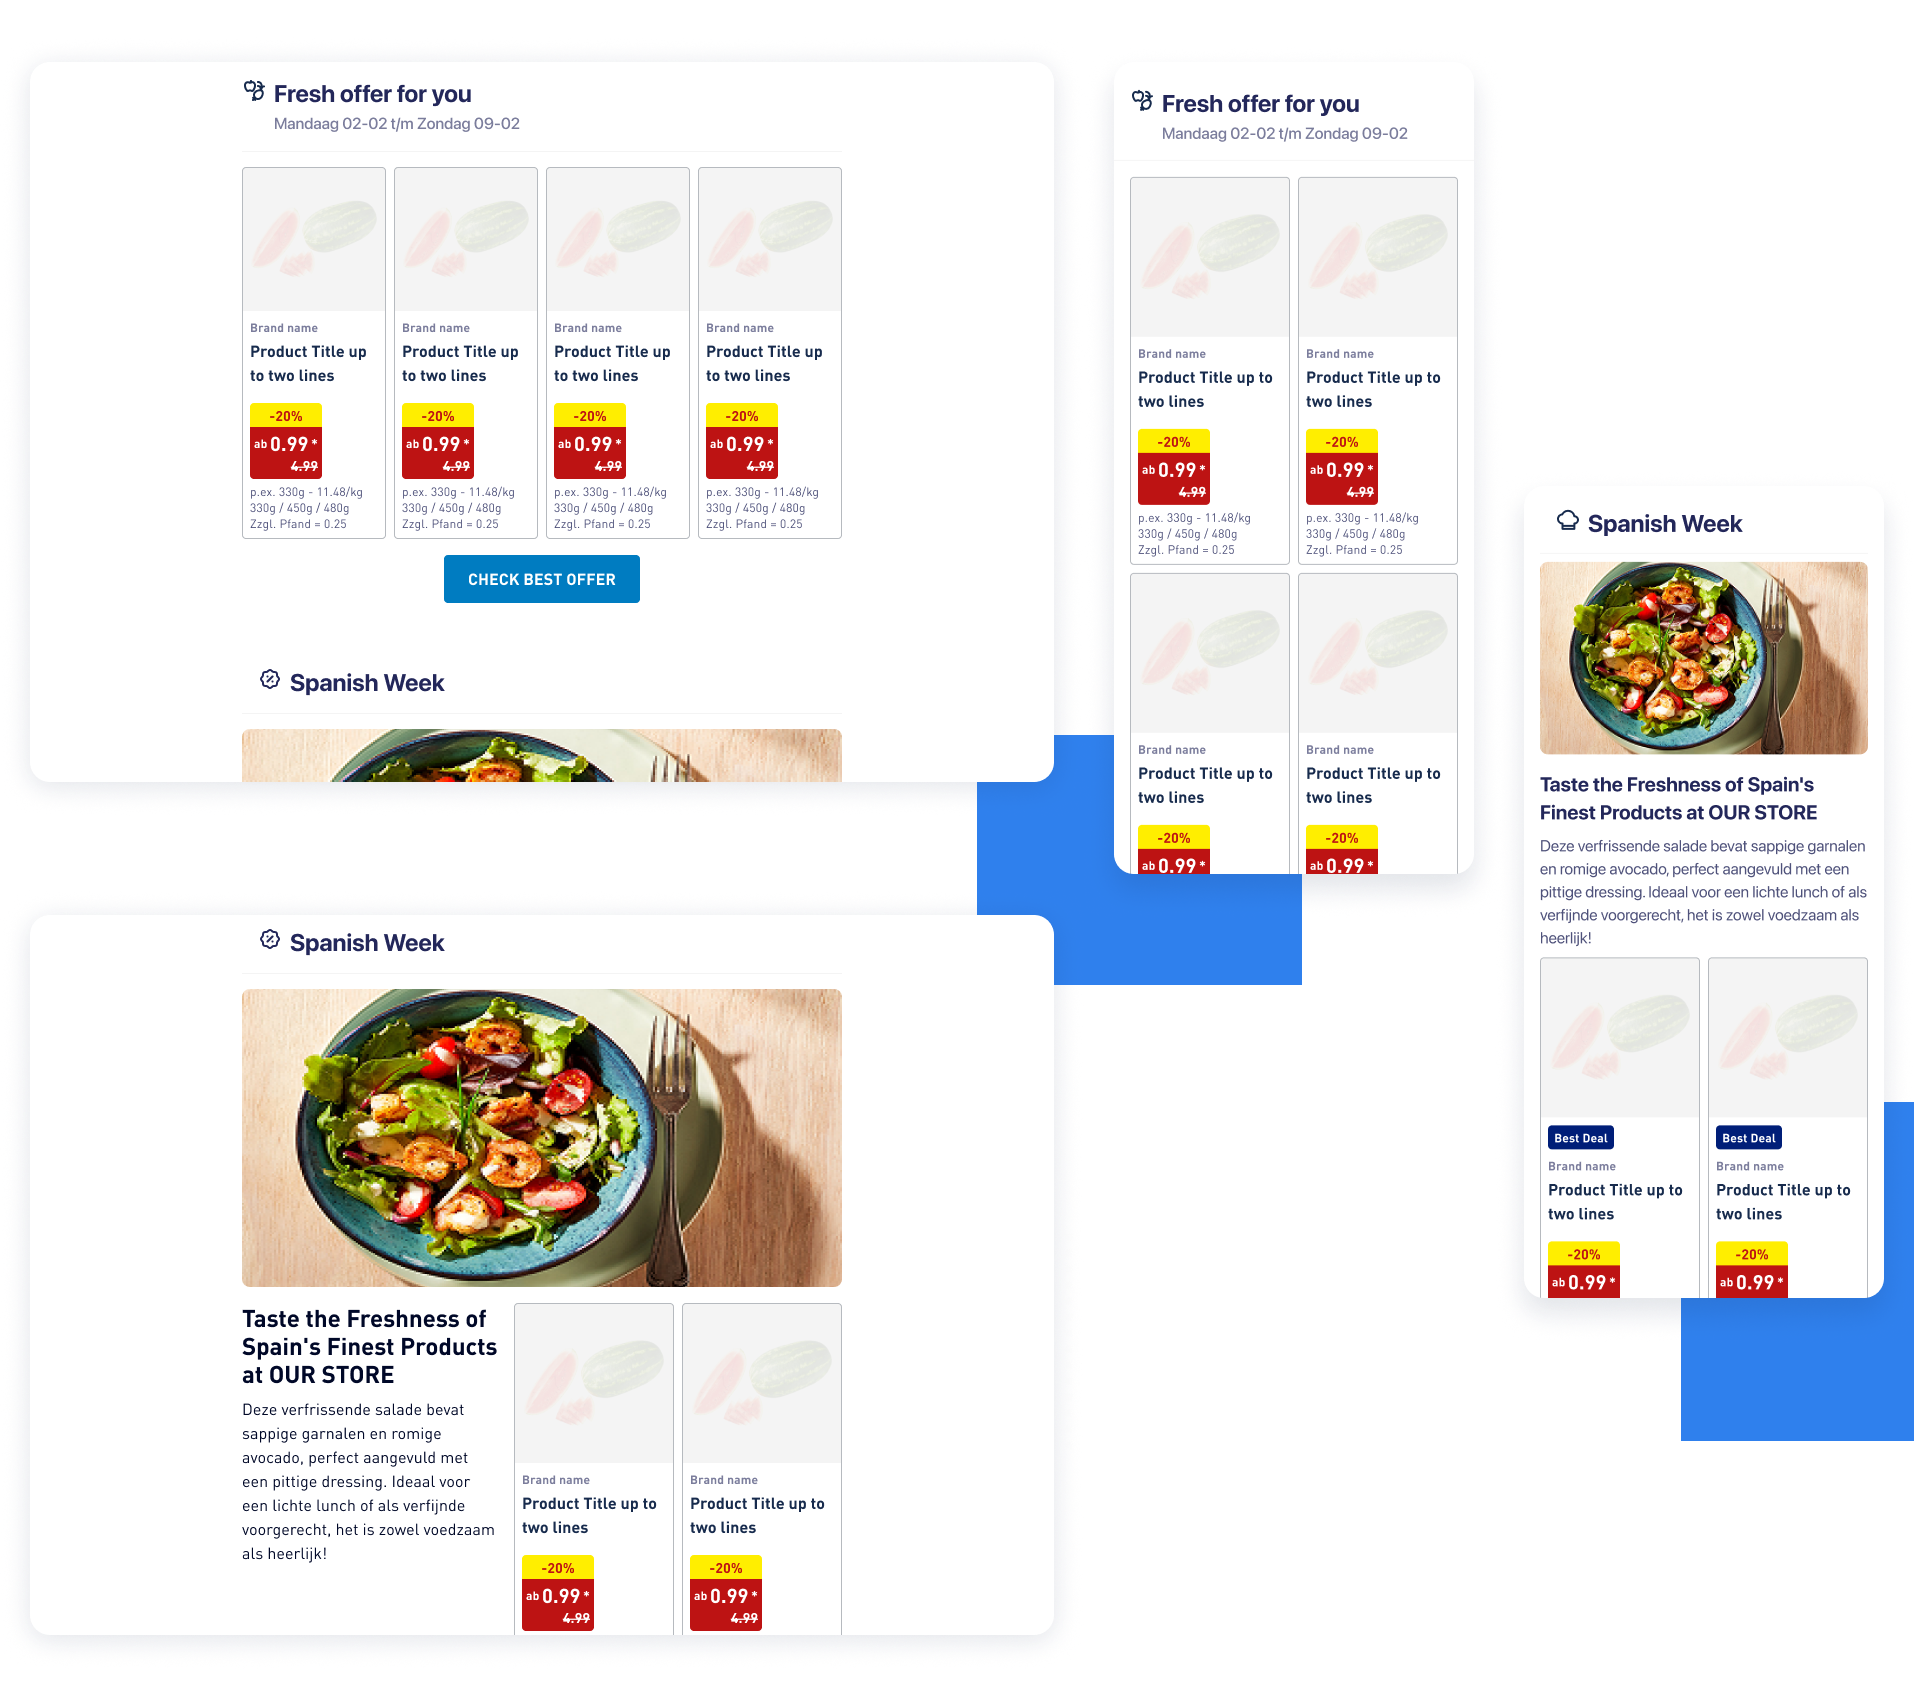 Fresh offer for you
Mandaag 02-02 t/m Zondag 09-02
Brand name
Product Title up
to two lines
-20%
ab 0.99 *
4.99
p.ex. 330g - 11.48/kg
330g / 450g / 480g
Zzgl. Pfand = 0.25
Brand name
Product Title up
to two lines
-20%
ab 0.99 *
4.99
p.ex. 330g - 11.48/kg
330g / 450g / 480g
Zzgl. Pfand = 0.25
Brand name
Product Title up
to two lines
-20%
ab 0.99 *
4.99
p.ex. 330g - 11.48/kg
330g / 450g / 480g
Zzgl. Pfand = 0.25
Brand name
Product Title up
to two lines
-20%
ab 0.99 *
4.99
p.ex. 330g - 11.48/kg
330g / 450g / 480g
Zzgl. Pfand = 0.25
CHECK BEST OFFER
Spanish Week
Fresh offer for you
Mandaag 02-02 t/m Zondag 09-02
Brand name
Product Title up to
two lines
-20%
ab 0.99 *
4.99
p.ex. 330g - 11.48/kg
330g / 450g / 480g
Zzgl. Pfand = 0.25
Brand name
Product Title up to
two lines
-20%
ab 0.99 *
4.99
p.ex. 330g - 11.48/kg
330g / 450g / 480g
Zzgl. Pfand = 0.25
Brand name
Product Title up to
two lines
-20%
ab 0.99 *
Brand name
Product Title up to
two lines
-20%
ab 0.99 *
Spanish Week
Taste the Freshness of Spain's
Finest Products at OUR STORE
Deze verfrissende salade bevat sappige garnalen
en romige avocado, perfect aangevuld met een
pittige dressing. Ideaal voor een lichte lunch of als
verfijnde voorgerecht, het is zowel voedzaam als
heerlijk!
Best Deal
Brand name
Product Title up to
two lines
-20%
ab 0.99 *
Best Deal
Brand name
Product Title up to
two lines
-20%
ab 0.99 *
Spanish Week
Taste the Freshness of
Spain's Finest Products
at OUR STORE
Deze verfrissende salade bevat
sappige garnalen en romige
avocado, perfect aangevuld met
een pittige dressing. Ideaal voor
een lichte lunch of als verfijnde
voorgerecht, het is zowel voedzaam
als heerlijk!
Brand name
Product Title up to
two lines
-20%
ab 0.99 *
4.99
Brand name
Product Title up to
two lines
-20%
ab 0.99 *
4.99